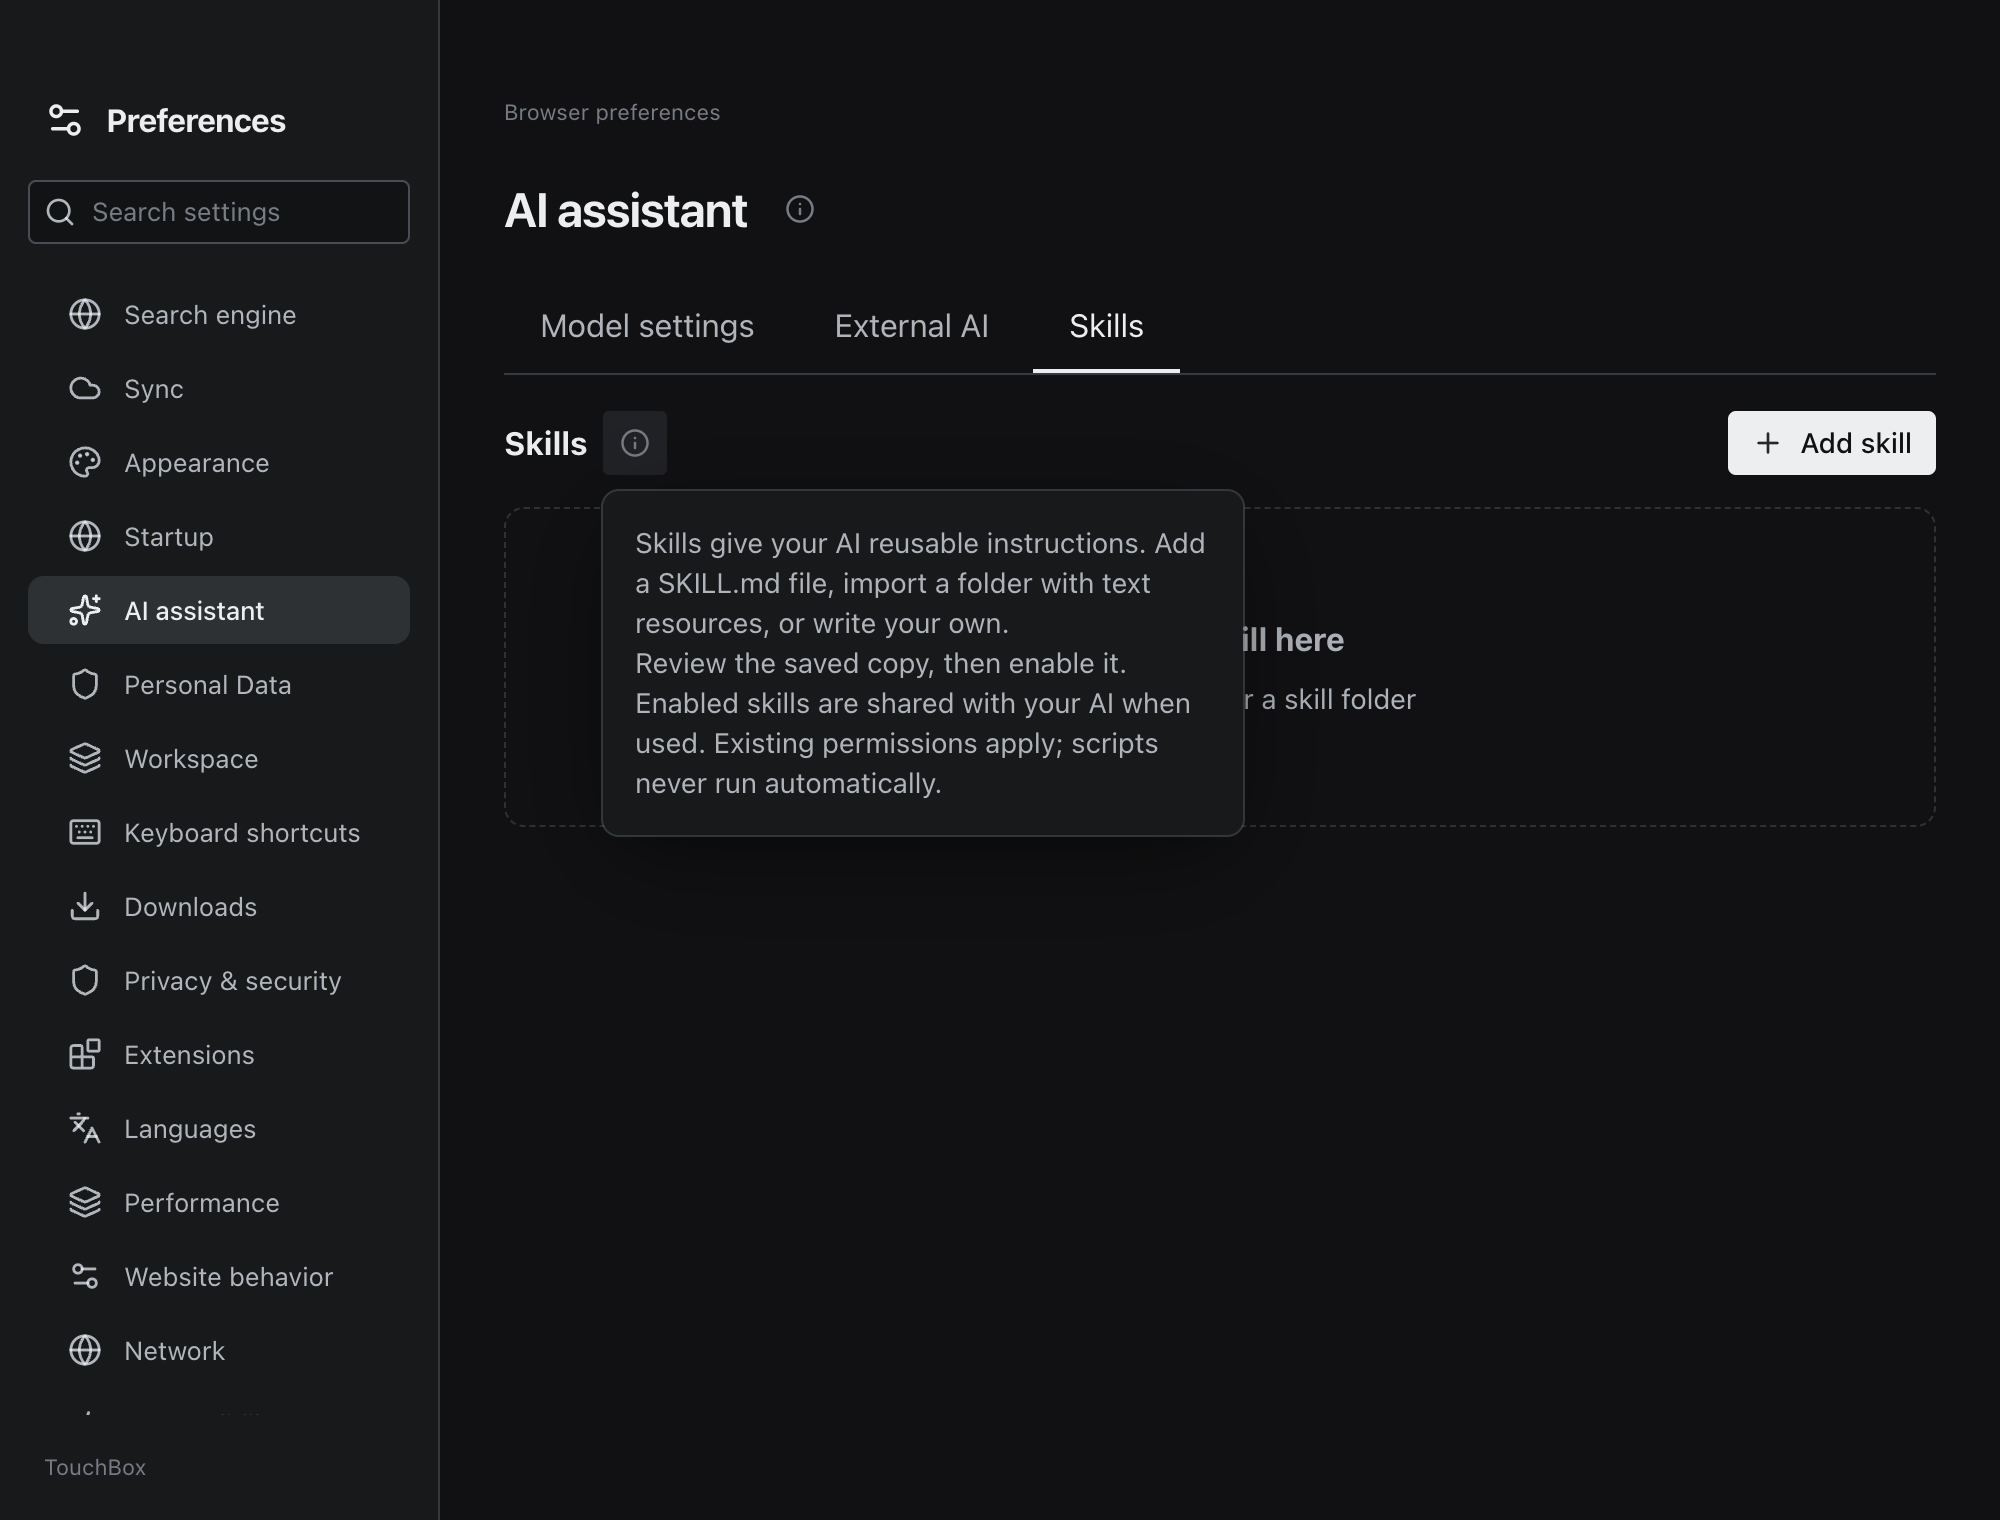 Preferences
Search settings
Search engine
Sync
Appearance
Startup
AI assistant
Personal Data
Workspace
Keyboard shortcuts
Downloads
Privacy & security
Extensions
Languages
Performance
Website behavior
Network
TouchBox
Browser preferences
AI assistant
Model settings
External AI
Skills
Skills
Add skill
Skills give your AI reusable instructions. Add
a SKILL.md file, import a folder with text
resources, or write your own.
Review the saved copy, then enable it.
Enabled skills are shared with your AI when
used. Existing permissions apply; scripts
never run automatically.
here
a skill folder